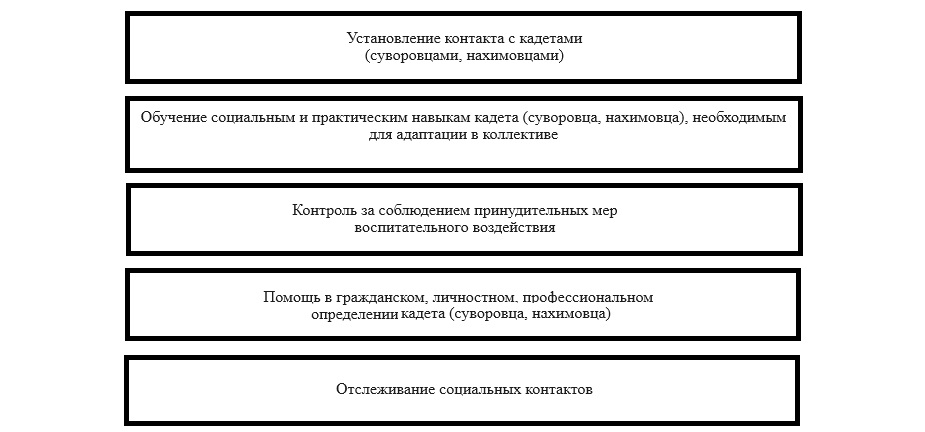 Установление контакта с кадетами
(суворовцами, нахимовцами)
Обучение социальным и практическим навыкам кадета (суворовца, нахимовца), необходимым
для адаптации в коллективе
Контроль за соблюдением принудительных мер
воспитательного воздействия
Помощь в гражданском, личностном, профессиональном
определении кадета (суворовца, нахимовца)
Отслеживание социальных контактов